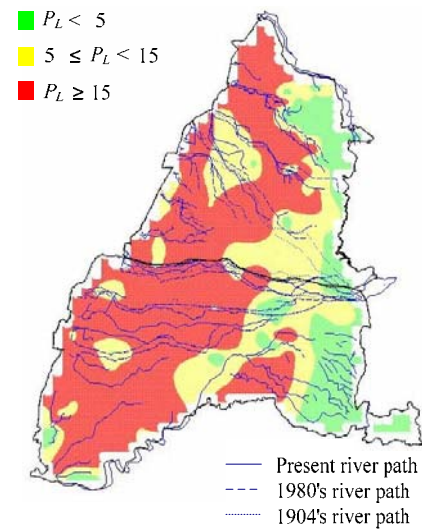 P_L < 5
5 ≤ P_L < 15
P_L ≥ 15
Present river path
1980's river path
1904's river path